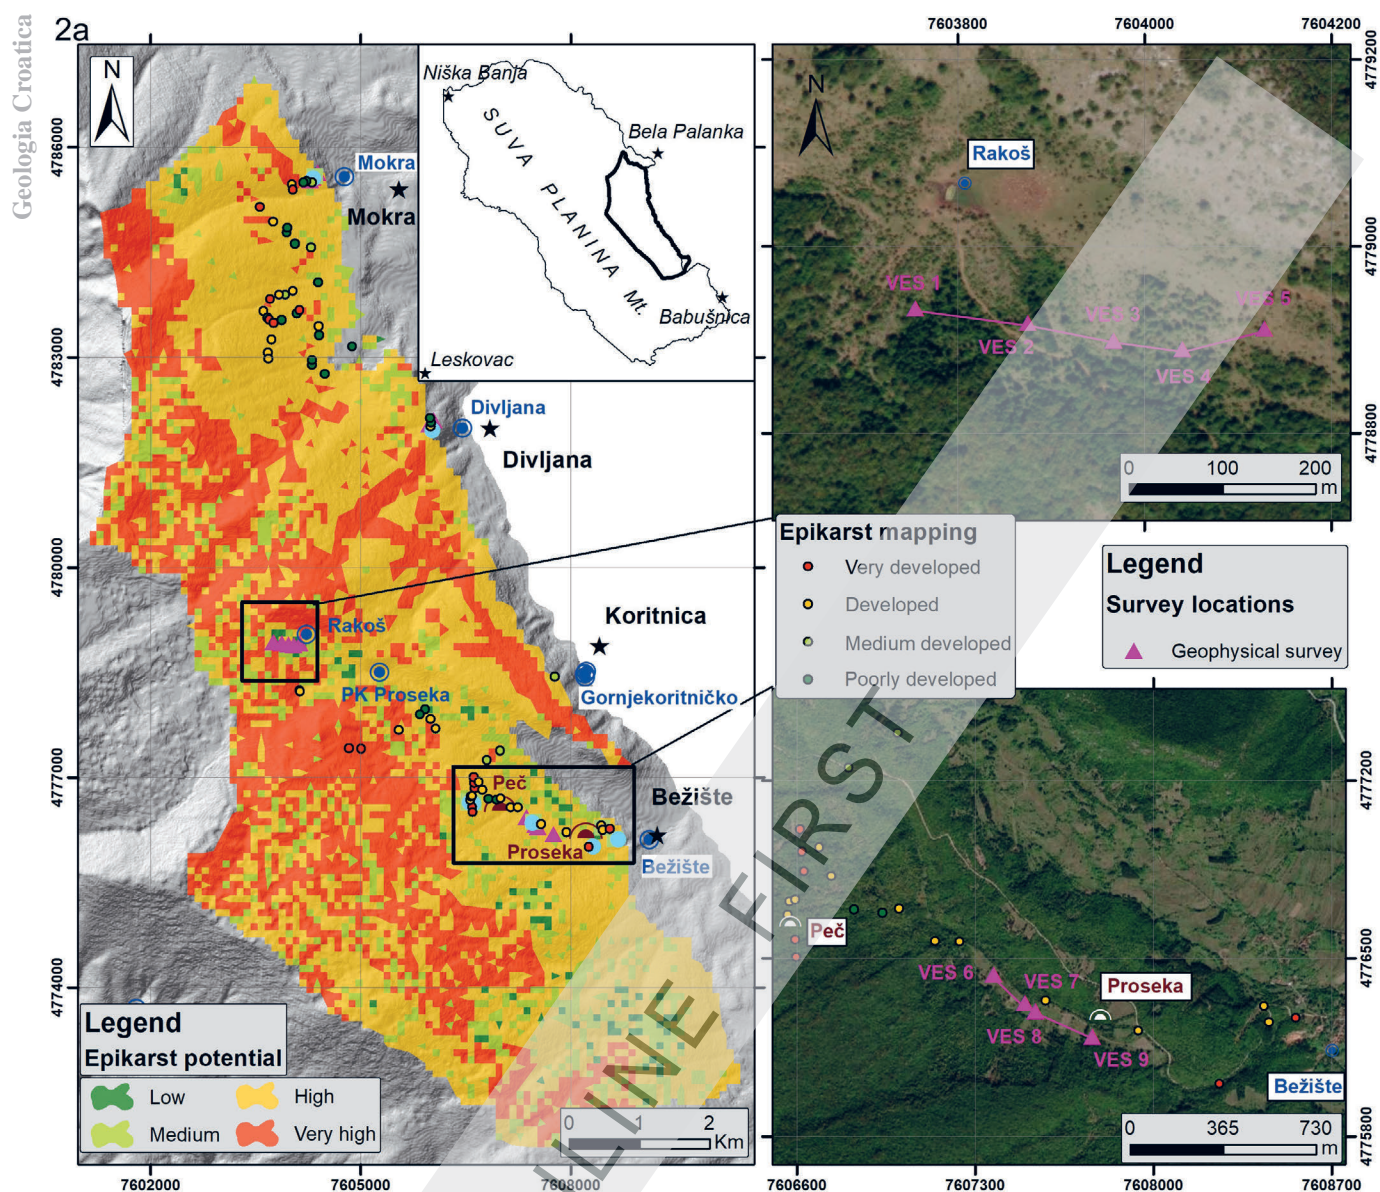 Geologia Croatica
2a
N
Niška Banja
Bela Palanka
SUVA PLANINA Mt.
Babušnica
Leskovac
Mokra
Mokra
Divljana
Divljana
Koritnica
Gornjekoritničko
Rakoš
PK Proseka
Peč
Proseka
Bežište
Bežište
Legend
Epikarst potential
Low
High
Medium
Very high
0 1 2
Km
4786000
4783000
4780000
4777000
4774000
7602000 7605000 7608000
7603800 7604000 7604200
N
Rakoš
VES 1
VES 2
VES 3
VES 4
VES 5
0 100 200
m
4779200
4779000
4778800
Epikarst mapping
Very developed
Developed
Medium developed
Poorly developed
Legend
Survey locations
Geophysical survey
Peč
VES 6
VES 7
VES 8
VES 9
Proseka
Bežište
0 365 730
m
4777200
4776500
4775800
7606600 7607300 7608000 7608700
NLINE FIRST